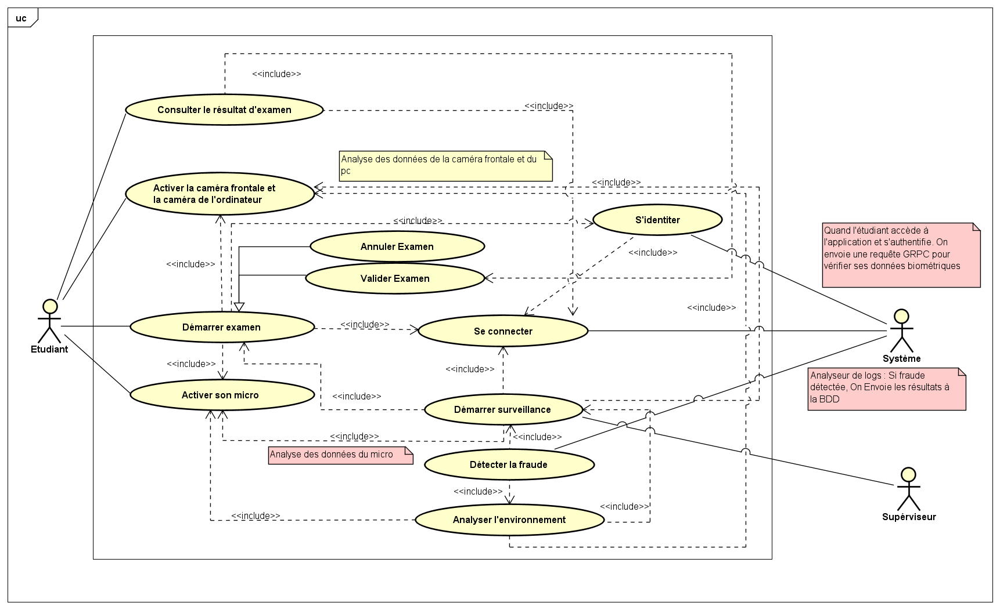 uc
<<include>>
Consulter le résultat d'examen
<<include>>
Analyse des données de la caméra frontale et du
pc
Activer la caméra frontale et
la caméra de l'ordinateur
<<include>>
<<include>>
S'identiter
Annuler Examen
<<include>>
<<include>>
Valider Examen
Quand l'étudiant accède à
l'application et s'authentifie. On
envoie une requête GRPC pour
vérifier ses données biométriques
<<include>>
Démarrer examen
<<include>>
Se connecter
Etudiant
Système
<<include>>
<<include>>
Activer son micro
<<include>>
Démarrer surveillance
Analyseur de logs : Si fraude
détectée, On Envoie les résultats à
la BDD
<<include>>
<<include>>
Analyse des données du micro
Détecter la fraude
<<include>>
<<include>>
<<include>>
Analyser l'environnement
Supérviseur